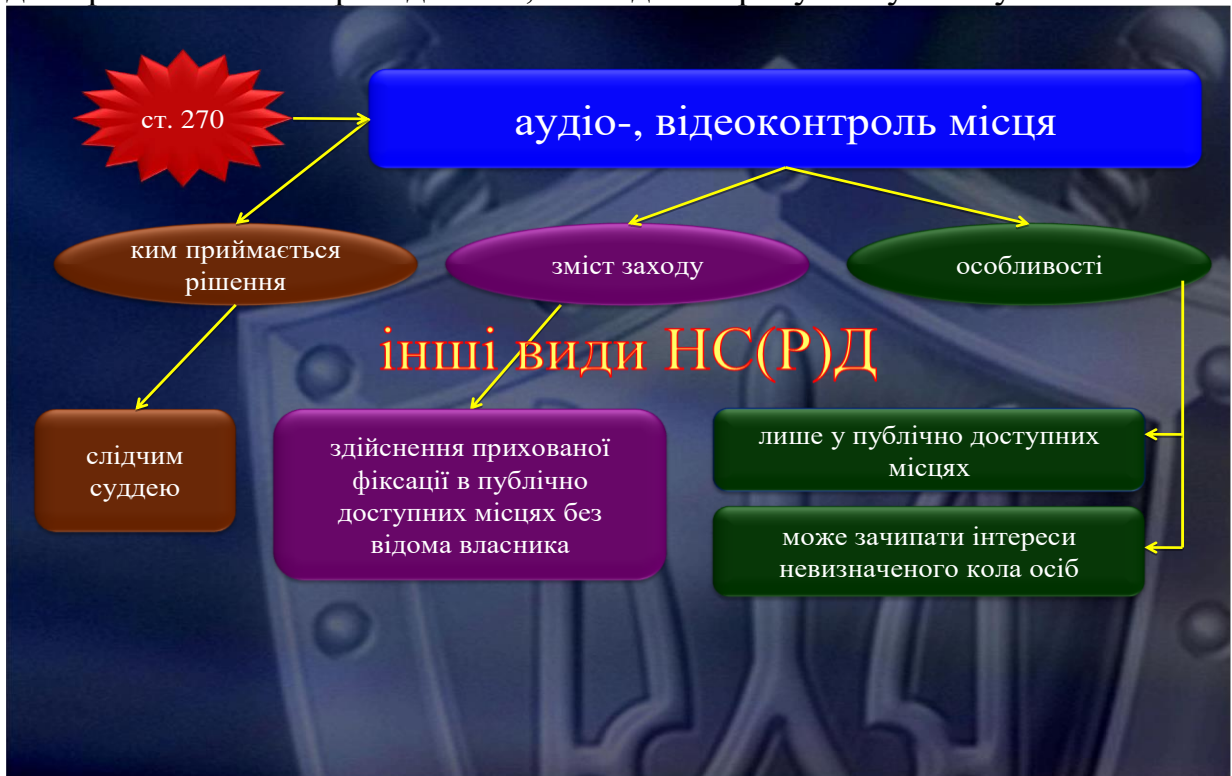 ст. 270
аудіо-, відеоконтроль місця
ким приймається
рішення
зміст заходу
особливості
інші види НС(Р)Д
слідчим
суддею
здійснення прихованої
фіксації в публічно
доступних місцях без
відома власника
лише у публічно доступних
місцях
може зачипати інтереси
невизначеного кола осіб